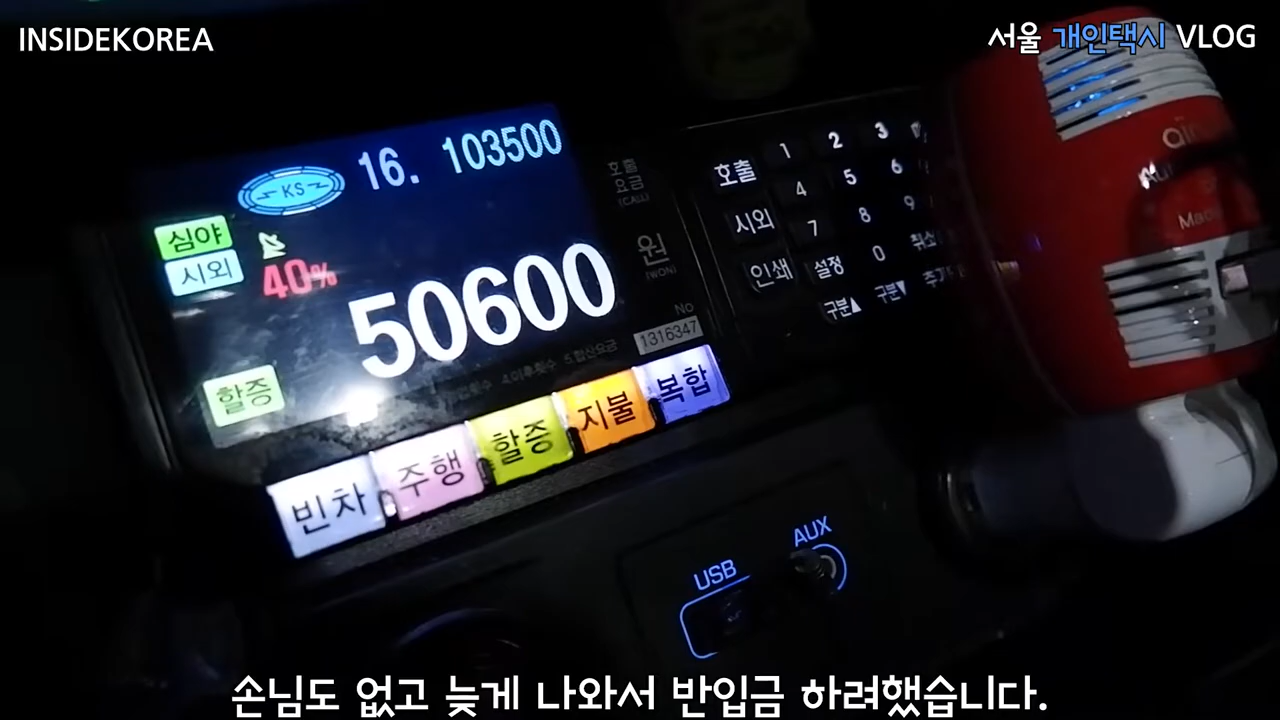 INSIDEKOREA
서울 개인택시 VLOG
16. 103500
KS
심야
시외
40%
50600
할증
호출
요금
(CALL)
원
(WON)
No
1316347
호출 1 2 3
시외 4 5 6
7 8 9
인쇄 설정 0 취소
구분▲ 구분▼
빈차 주행 할증 지불 복합
USB
AUX
손님도 없고 늦게 나와서 반입금 하려했습니다.